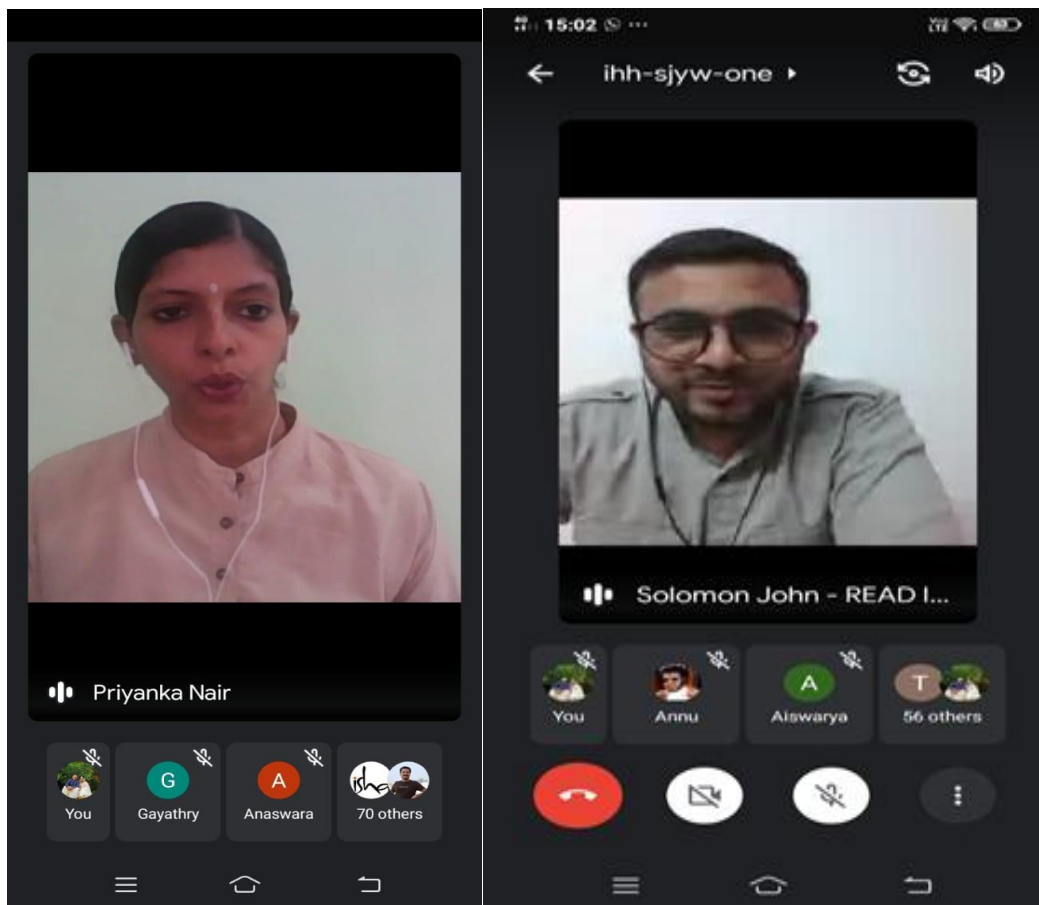 Priyanka Nair
G
A
isha
You
Gayathry
Anaswara
70 others
15:02
ihh-sjyw-one
Solomon John - READ I...
A
T
You
Annu
Aiswarya
56 others